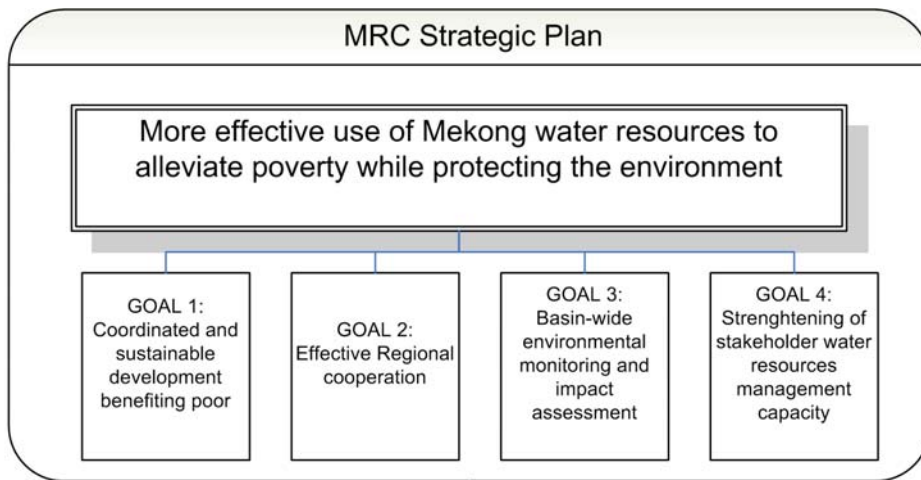 MRC Strategic Plan
More effective use of Mekong water resources to
alleviate poverty while protecting the environment
GOAL 1:
Coordinated and
sustainable
development
benefiting poor
GOAL 2:
Effective Regional
cooperation
GOAL 3:
Basin-wide
environmental
monitoring and
impact
assessment
GOAL 4:
Strenghtening of
stakeholder water
resources
management
capacity